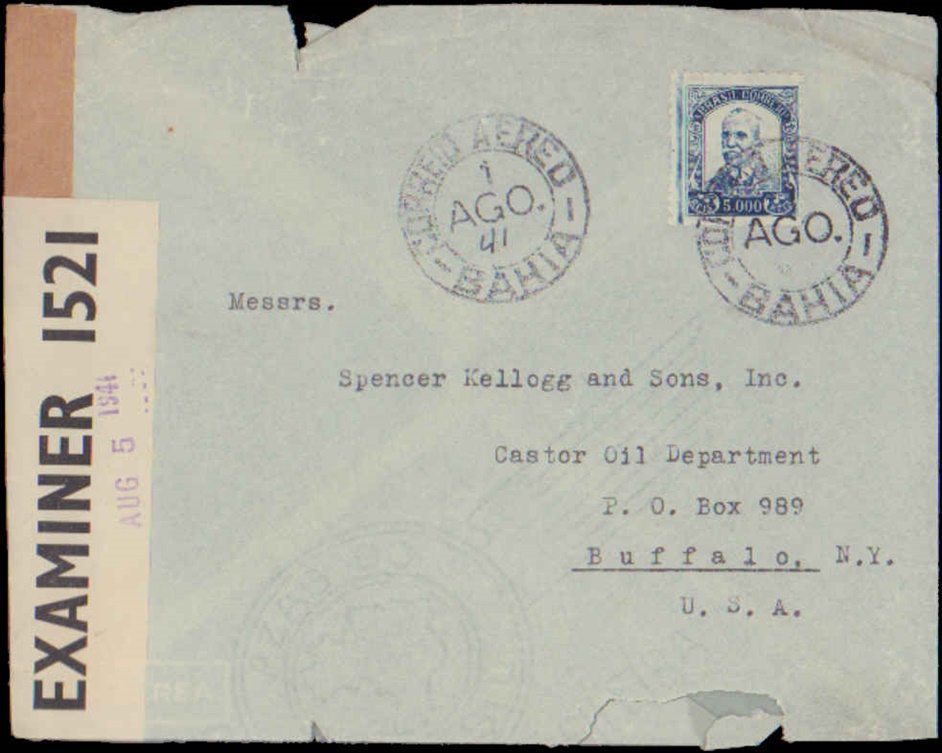 CORREO AEREO
1
AGO.
41
BAHIA
BRASIL CORREIO
5.000
AEREO
AGO.
BAHIA
Messrs.
Spencer Kellogg and Sons, Inc.
Castor Oil Department
P. O. Box 989
Buffalo, N.Y.
U. S. A.
EXAMINER 1521
AUG 5 1941